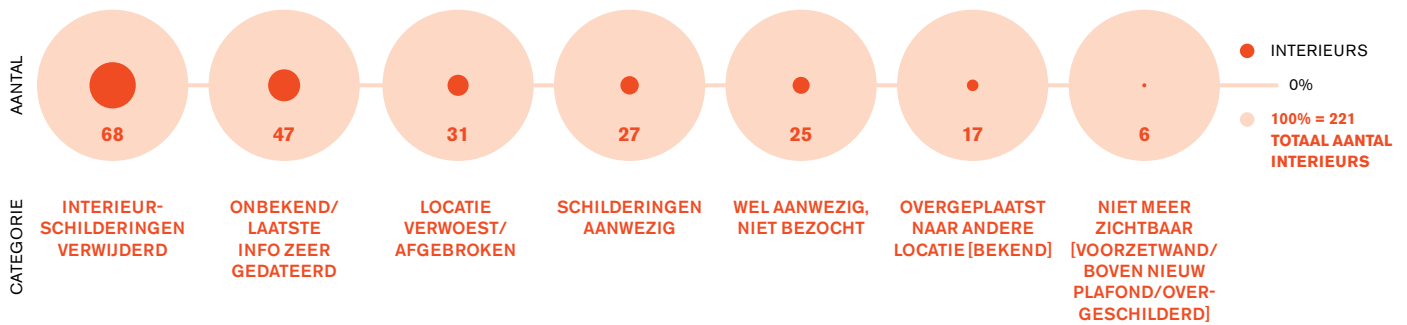 AANTAL
68
47
31
27
25
17
6
INTERIEURS
0%
100% = 221
TOTAAL AANTAL
INTERIEURS
CATEGORIE
INTERIEUR-
SCHILDERINGEN
VERWIJDERD
ONBEKEND/
LAATSTE
INFO ZEER
GEDATEERD
LOCATIE
VERWOEST/
AFGEBROKEN
SCHILDERINGEN
AANWEZIG
WEL AANWEZIG,
NIET BEZOCHT
OVERGEPLAATST
NAAR ANDERE
LOCATIE [BEKEND]
NIET MEER
ZICHTBAAR
[VOORZETWAND/
BOVEN NIEUW
PLAFOND/OVER-
GESCHILDERD]